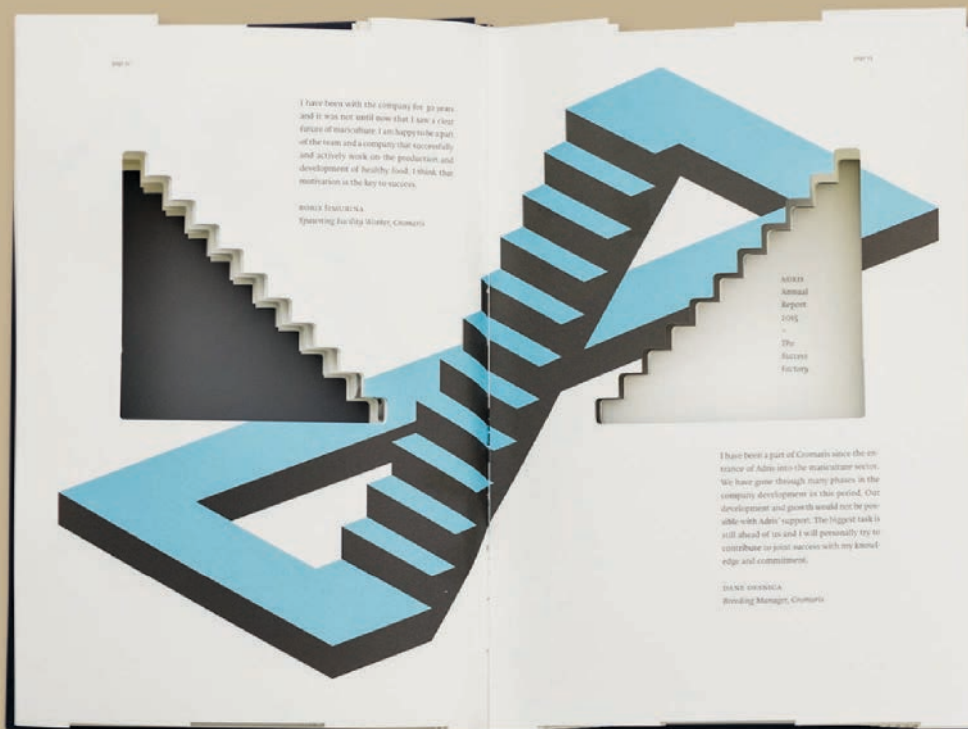 I have been with the company for 30 years
and it was not until now that I saw a clear
future of mariculture. I am happy to be a part
of the team and a company that successfully
and actively work on the production and
development of healthy food. I think that
motivation is the key to success.
BORIS ŠIMURINA
Spawning Facility Worker, Cromaris
ADRIS
Annual
Report
2015
–
The
Success
Factory
I have been a part of Cromaris since the en-
trance of Adris into the mariculture sector.
We have gone through many phases in the
company development in this period. Our
development and growth would not be pos-
sible with Adris' support. The biggest task is
still ahead of us and I will personally try to
contribute to joint success with my knowl-
edge and commitment.
DANE DESNICA
Breeding Manager, Cromaris